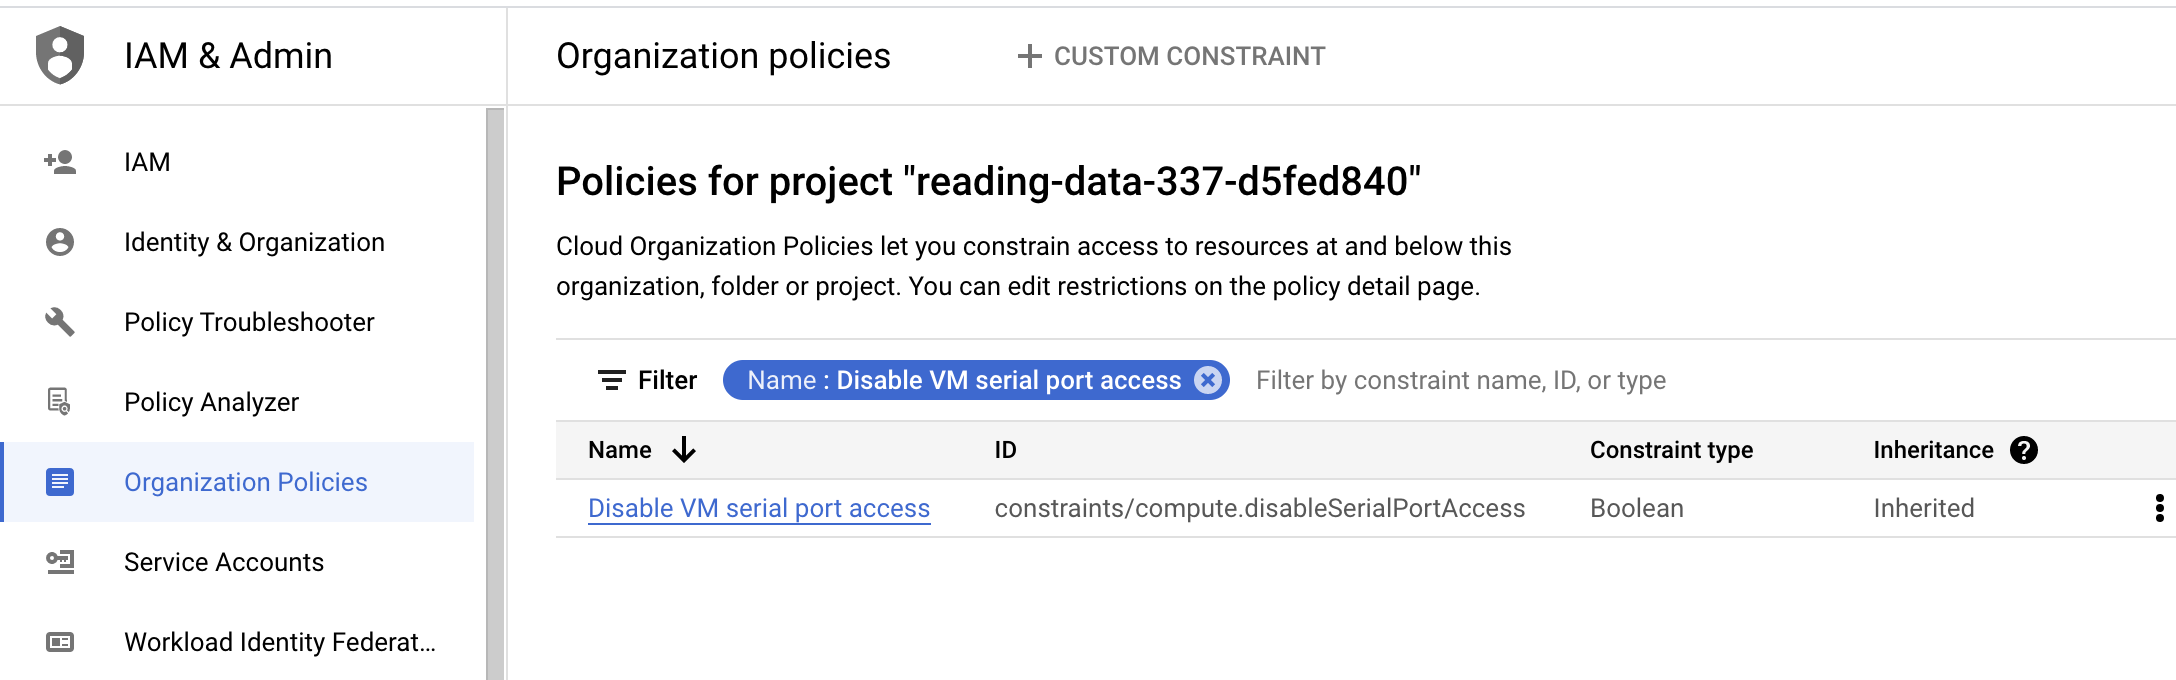 IAM & Admin
Organization policies
CUSTOM CONSTRAINT
IAM
Identity & Organization
Policy Troubleshooter
Policy Analyzer
Organization Policies
Service Accounts
Workload Identity Federat...
Policies for project "reading-data-337-d5fed840"
Cloud Organization Policies let you constrain access to resources at and below this
organization, folder or project. You can edit restrictions on the policy detail page.
Filter Name : Disable VM serial port access Filter by constraint name, ID, or type
Name ID Constraint type Inheritance ?
Disable VM serial port access constraints/compute.disableSerialPortAccess Boolean Inherited